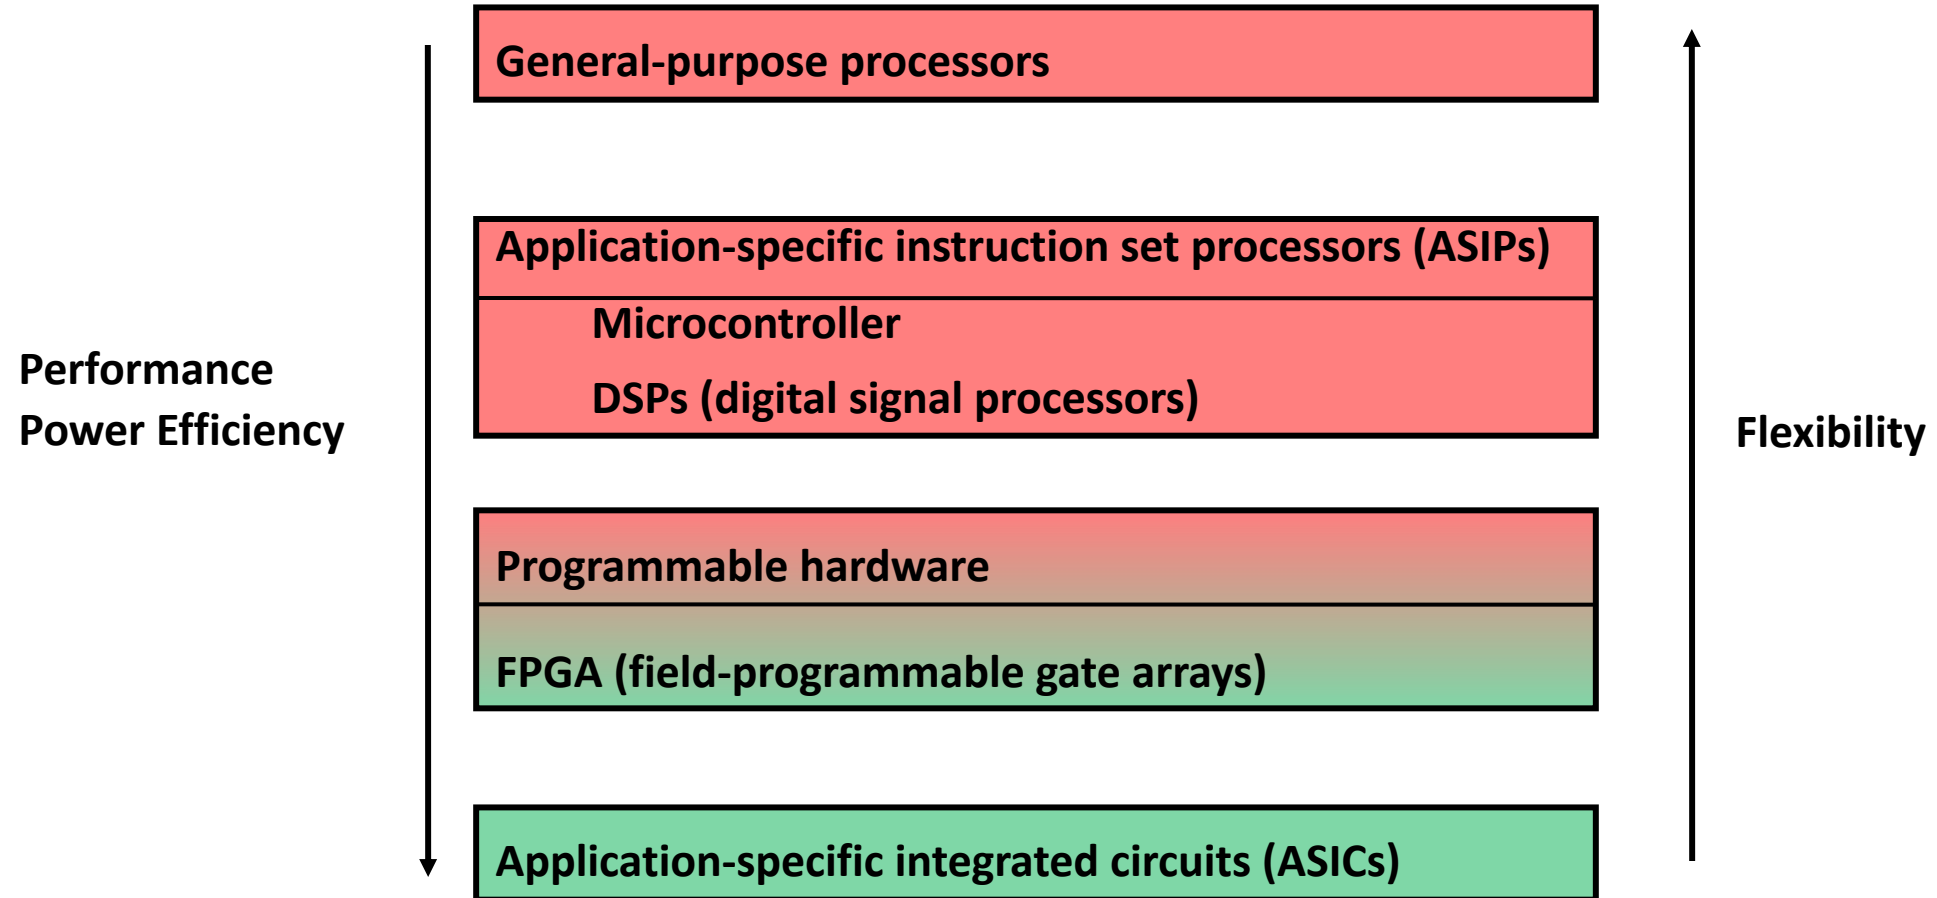 General-purpose processors
Application-specific instruction set processors (ASIPs)
Microcontroller
DSPs (digital signal processors)
Performance
Power Efficiency
Flexibility
Programmable hardware
FPGA (field-programmable gate arrays)
Application-specific integrated circuits (ASICs)